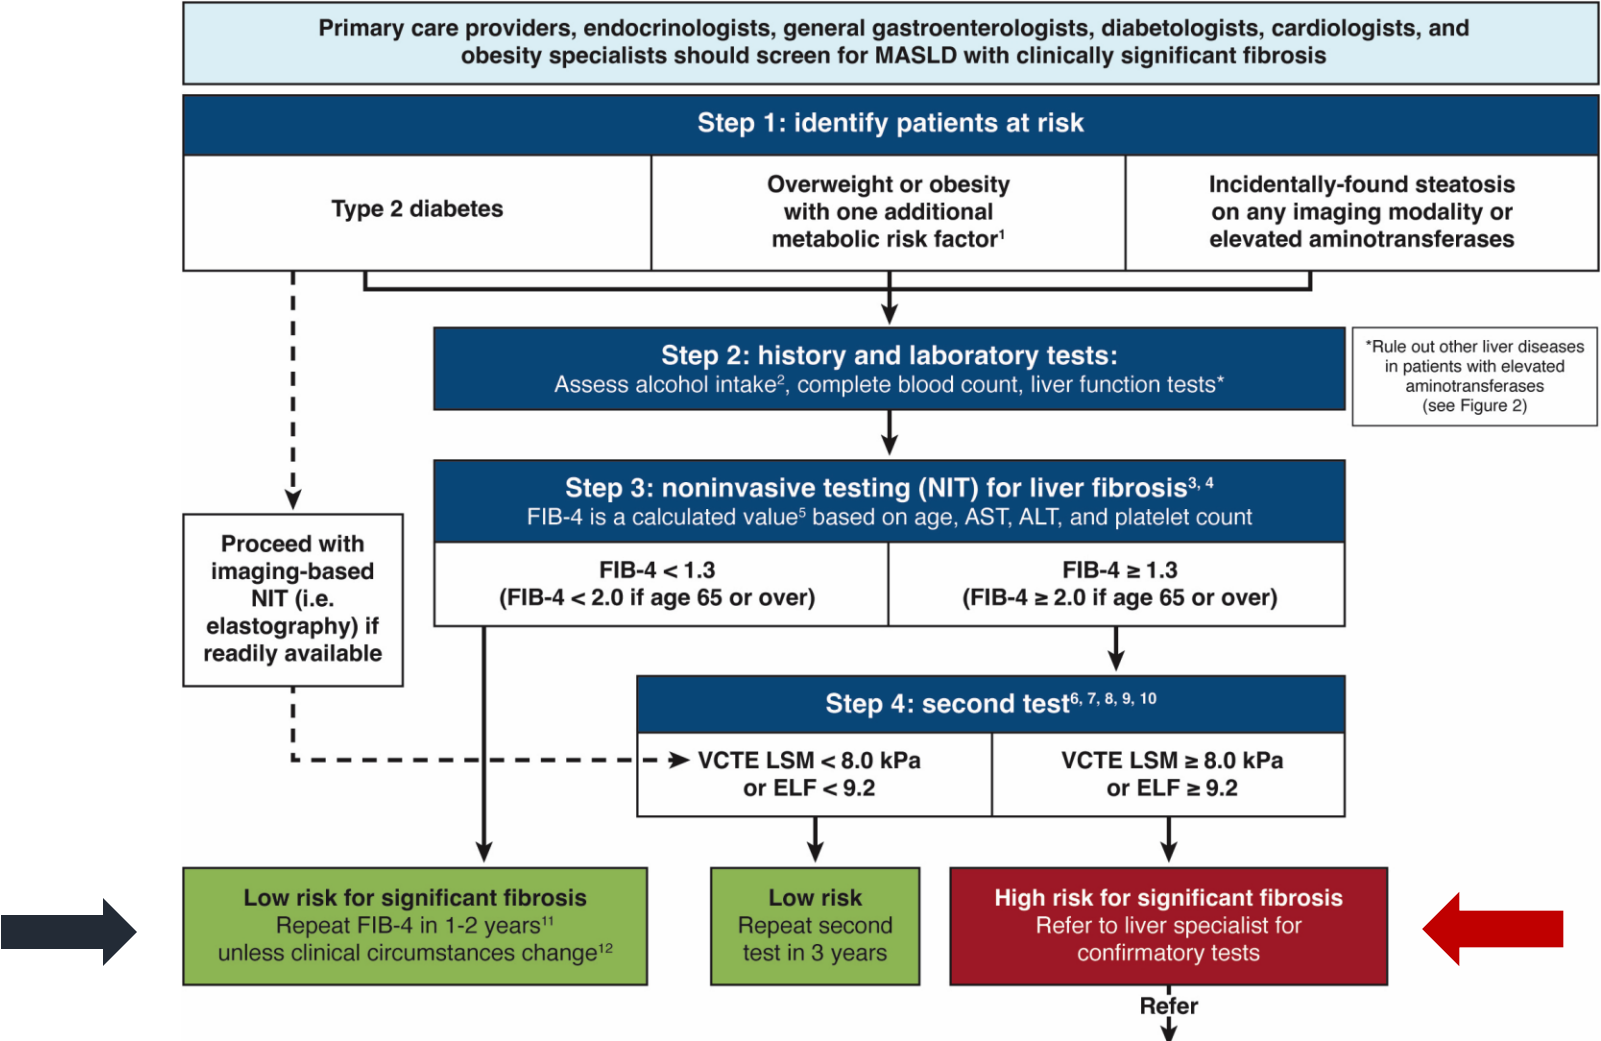 Primary care providers, endocrinologists, general gastroenterologists, diabetologists, cardiologists, and
obesity specialists should screen for MASLD with clinically significant fibrosis
Step 1: identify patients at risk
Type 2 diabetes
Overweight or obesity
with one additional
metabolic risk factor¹
Incidentally-found steatosis
on any imaging modality or
elevated aminotransferases
Step 2: history and laboratory tests:
Assess alcohol intake², complete blood count, liver function tests*
*Rule out other liver diseases
in patients with elevated
aminotransferases
(see Figure 2)
Step 3: noninvasive testing (NIT) for liver fibrosis³, ⁴
FIB-4 is a calculated value⁵ based on age, AST, ALT, and platelet count
FIB-4 < 1.3
(FIB-4 < 2.0 if age 65 or over)
FIB-4 ≥ 1.3
(FIB-4 ≥ 2.0 if age 65 or over)
Proceed with
imaging-based
NIT (i.e.
elastography) if
readily available
Step 4: second test⁶, ⁷, ⁸, ⁹, ¹⁰
VCTE LSM < 8.0 kPa
or ELF < 9.2
VCTE LSM ≥ 8.0 kPa
or ELF ≥ 9.2
Low risk for significant fibrosis
Repeat FIB-4 in 1-2 years¹¹
unless clinical circumstances change¹²
Low risk
Repeat second
test in 3 years
High risk for significant fibrosis
Refer to liver specialist for
confirmatory tests
Refer